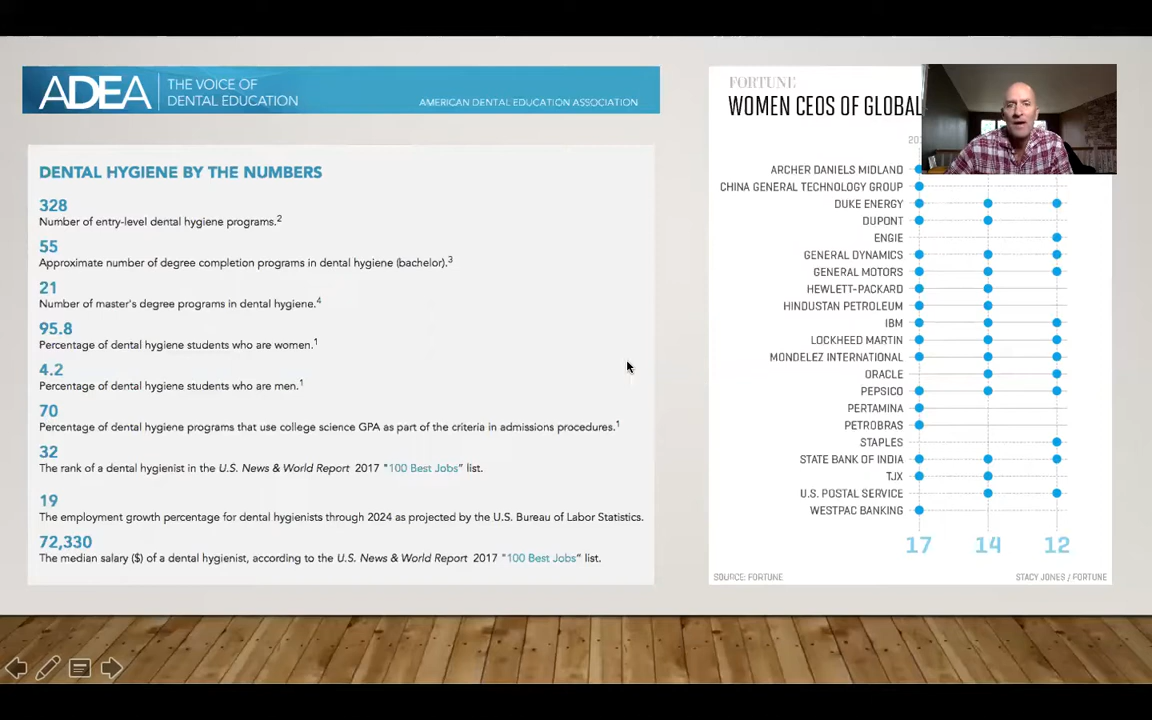 ADEA
THE VOICE OF
DENTAL EDUCATION
AMERICAN DENTAL EDUCATION ASSOCIATION
DENTAL HYGIENE BY THE NUMBERS
328
Number of entry-level dental hygiene programs.2
55
Approximate number of degree completion programs in dental hygiene (bachelor).3
21
Number of master's degree programs in dental hygiene.4
95.8
Percentage of dental hygiene students who are women.1
4.2
Percentage of dental hygiene students who are men.1
70
Percentage of dental hygiene programs that use college science GPA as part of the criteria in admissions procedures.1
32
The rank of a dental hygienist in the U.S. News & World Report 2017 "100 Best Jobs" list.
19
The employment growth percentage for dental hygienists through 2024 as projected by the U.S. Bureau of Labor Statistics.
72,330
The median salary ($) of a dental hygienist, according to the U.S. News & World Report 2017 "100 Best Jobs" list.
FORTUNE
WOMEN CEOS OF GLOBAL
ARCHER DANIELS MIDLAND
CHINA GENERAL TECHNOLOGY GROUP
DUKE ENERGY
DUPONT
ENGIE
GENERAL DYNAMICS
GENERAL MOTORS
HEWLETT-PACKARD
HINDUSTAN PETROLEUM
IBM
LOCKHEED MARTIN
MONDELEZ INTERNATIONAL
ORACLE
PEPSICO
PERTAMINA
PETROBRAS
STAPLES
STATE BANK OF INDIA
TJX
U.S. POSTAL SERVICE
WESTPAC BANKING
17 14 12
SOURCE: FORTUNE
STACY JONES / FORTUNE